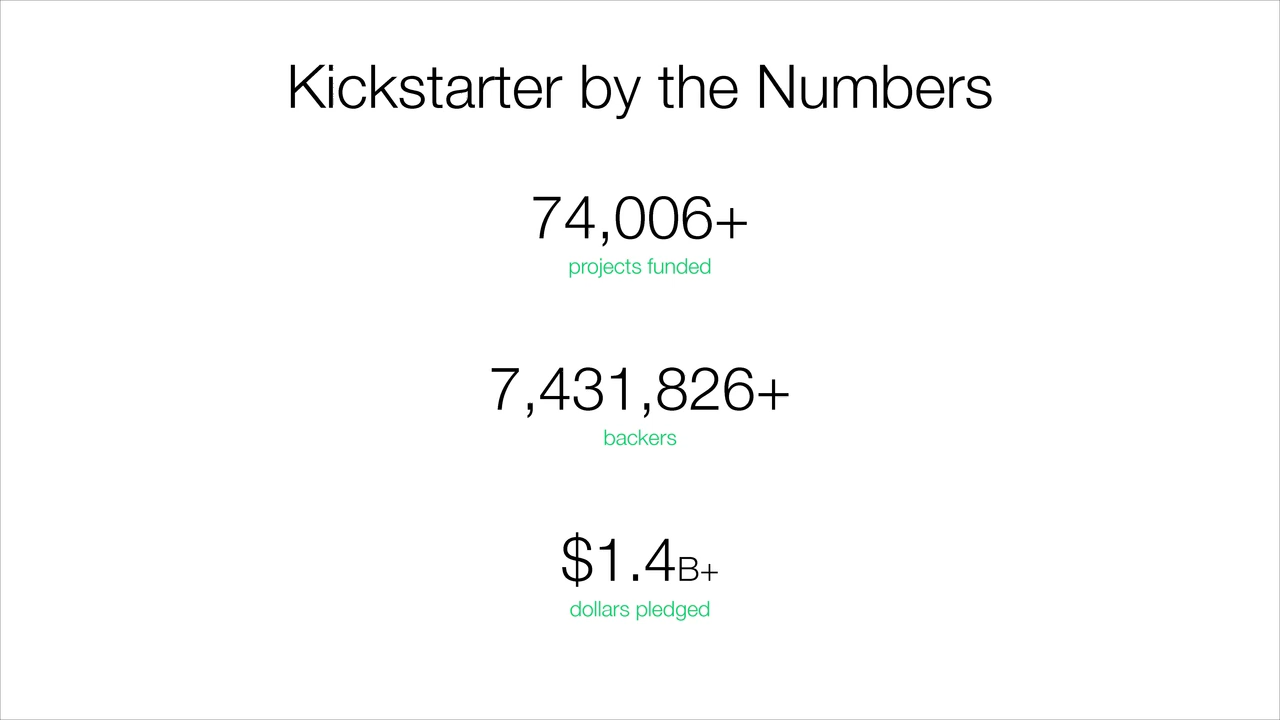 Kickstarter by the Numbers
74,006+
projects funded
7,431,826+
backers
$1.4B+
dollars pledged